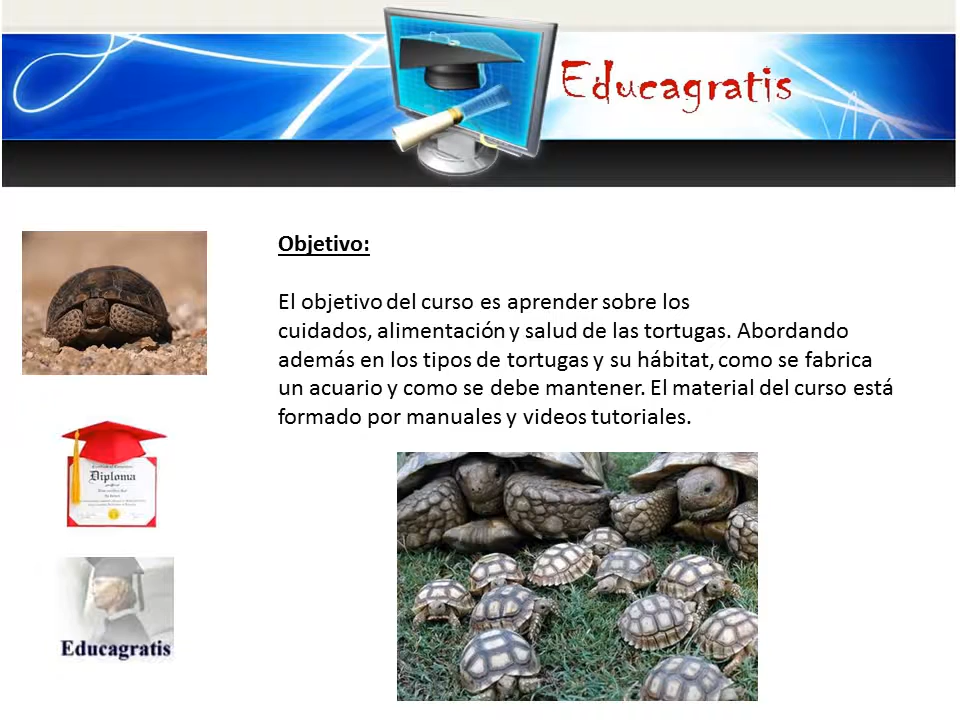 Educagratis
Objetivo:
El objetivo del curso es aprender sobre los
cuidados, alimentación y salud de las tortugas. Abordando
además en los tipos de tortugas y su hábitat, como se fabrica
un acuario y como se debe mantener. El material del curso está
formado por manuales y videos tutoriales.
Diploma
Educagratis